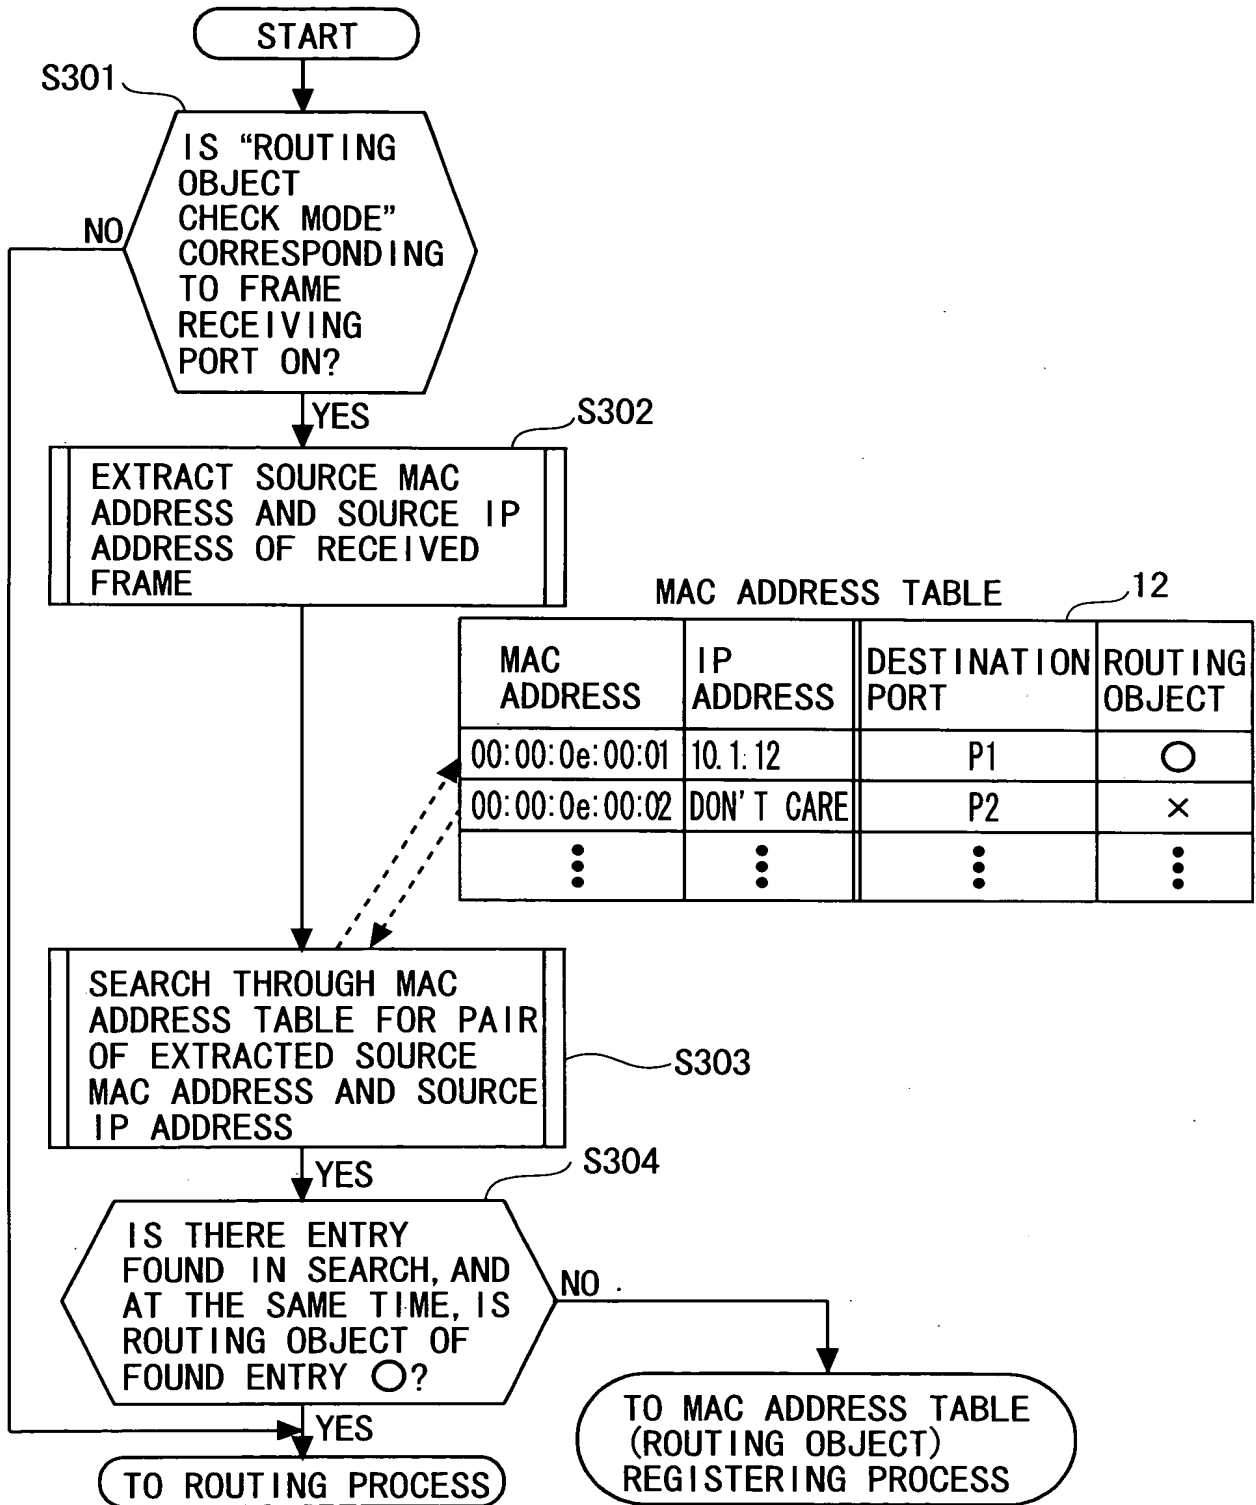 START
S301
IS “ROUTING
OBJECT
CHECK MODE”
CORRESPONDING
TO FRAME
RECEIVING
PORT ON?
NO
YES
S302
EXTRACT SOURCE MAC
ADDRESS AND SOURCE IP
ADDRESS OF RECEIVED
FRAME
MAC ADDRESS TABLE
12
MAC ADDRESS
IP ADDRESS
DESTINATION PORT
ROUTING OBJECT
00:00:0e:00:01 10.1.12 P1 ○
00:00:0e:00:02 DON'T CARE P2 ×
SEARCH THROUGH MAC
ADDRESS TABLE FOR PAIR
OF EXTRACTED SOURCE
MAC ADDRESS AND SOURCE
IP ADDRESS
S303
YES
S304
IS THERE ENTRY
FOUND IN SEARCH, AND
AT THE SAME TIME, IS
ROUTING OBJECT OF
FOUND ENTRY ○?
NO
YES
TO ROUTING PROCESS
TO MAC ADDRESS TABLE
(ROUTING OBJECT)
REGISTERING PROCESS